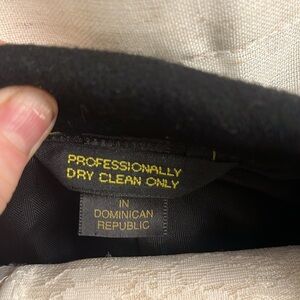 PROFESSIONALLY
DRY CLEAN ONLY
IN
DOMINICAN
REPUBLIC